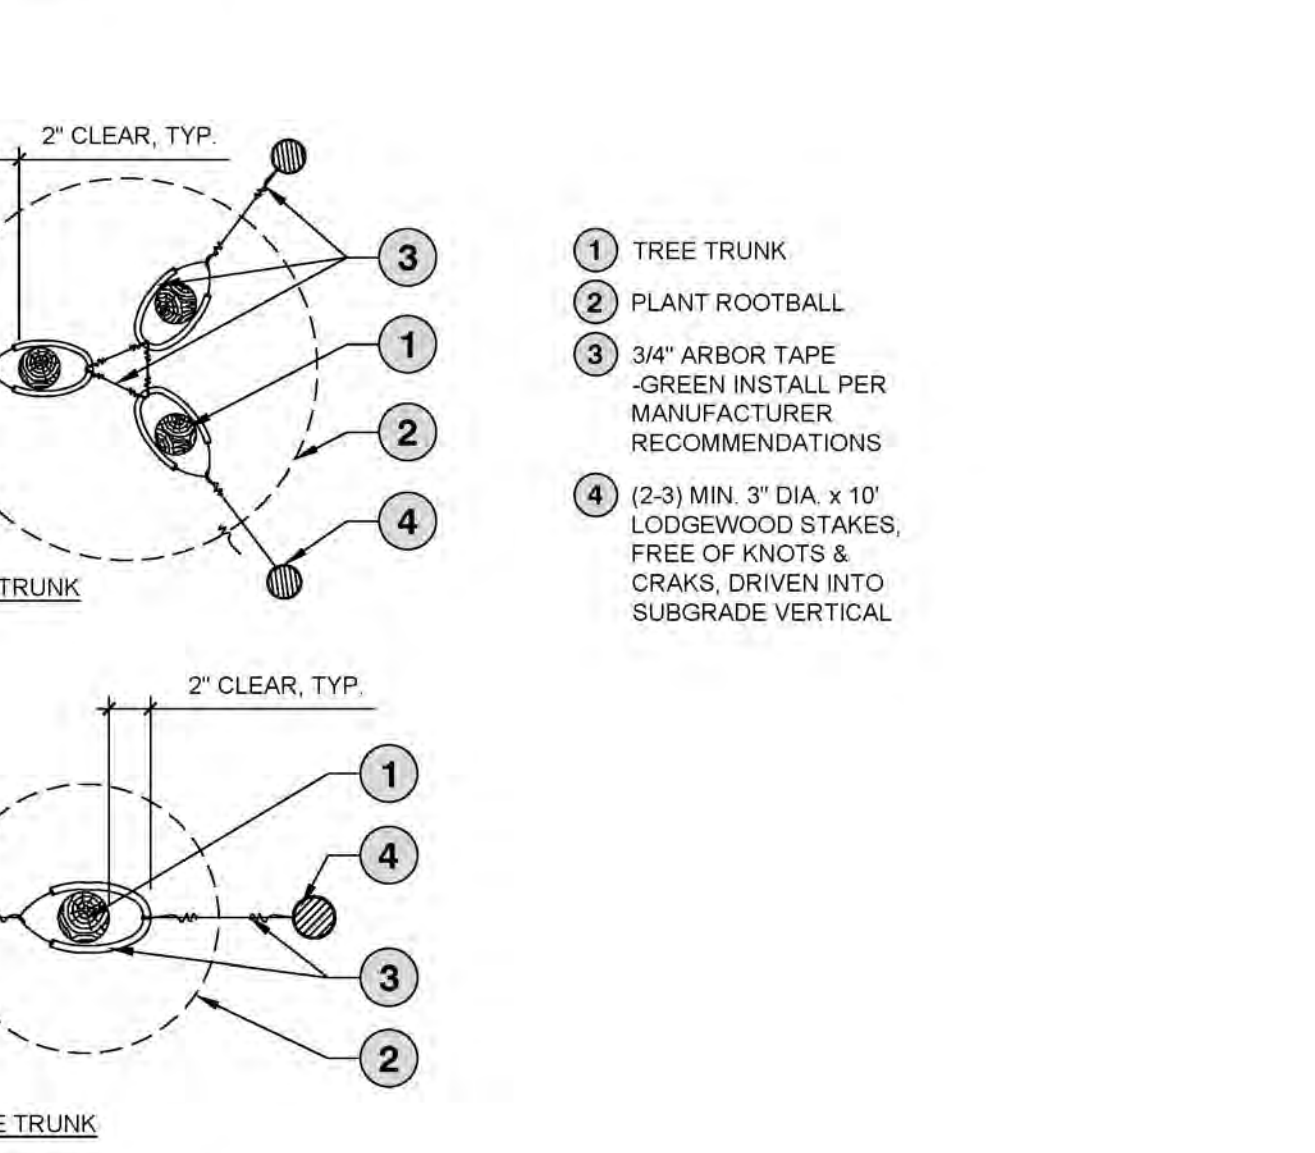 2" CLEAR, TYP.
3
1
2
4
TRUNK
1 TREE TRUNK
2 PLANT ROOTBALL
3 3/4" ARBOR TAPE
-GREEN INSTALL PER
MANUFACTURER
RECOMMENDATIONS
4 (2-3) MIN. 3" DIA. x 10'
LODGEWOOD STAKES,
FREE OF KNOTS &
CRAKS, DRIVEN INTO
SUBGRADE VERTICAL
2" CLEAR, TYP.
1
4
3
2
E TRUNK